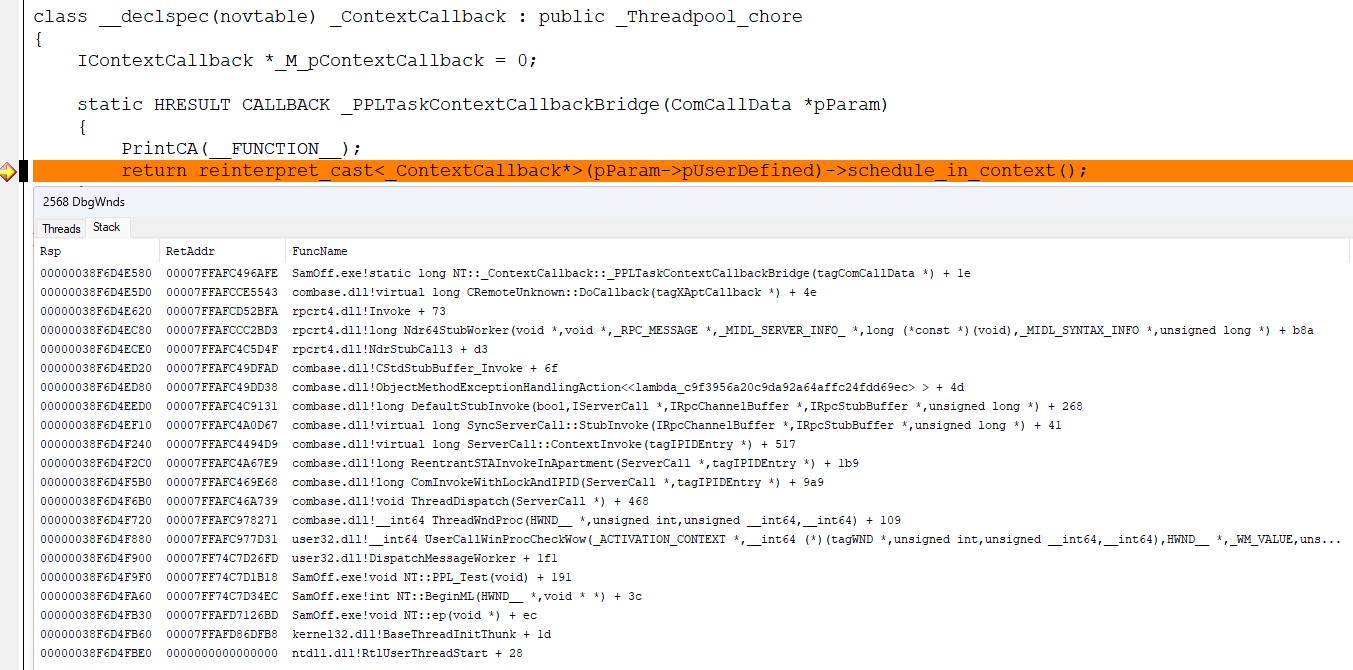 class __declspec(novtable) _ContextCallback : public _Threadpool_chore
{
IContextCallback *_M_pContextCallback = 0;
static HRESULT CALLBACK _PPLTaskContextCallbackBridge(ComCallData *pParam)
{
PrintCA(__FUNCTION__);
return reinterpret_cast<_ContextCallback*>(pParam->pUserDefined)->schedule_in_context();
2568 DbgWnds
Threads Stack
Rsp RetAddr FuncName
00000038F6D4E580 00007FFAFC496AFE SamOff.exe!static long NT::_ContextCallback::_PPLTaskContextCallbackBridge(tagComCallData *) + 1e
00000038F6D4E5D0 00007FFAFCCE5543 combase.dll!virtual long CRemoteUnknown::DoCallback(tagXAptCallback *) + 4e
00000038F6D4E620 00007FFAFCD52BFA rpcrt4.dll!Invoke + 73
00000038F6D4EC80 00007FFAFCCC2BD3 rpcrt4.dll!long Ndr64StubWorker(void *,void *,_RPC_MESSAGE *,_MIDL_SERVER_INFO_ *,long (*const *)(void),_MIDL_SYNTAX_INFO *,unsigned long *) + b8a
00000038F6D4ECE0 00007FFAFC4C5D4F rpcrt4.dll!NdrStubCall3 + d3
00000038F6D4ED20 00007FFAFC49DFAD combase.dll!CStdStubBuffer_Invoke + 6f
00000038F6D4ED80 00007FFAFC49DD38 combase.dll!ObjectMethodExceptionHandlingAction<<lambda_c9f3956a20c9da92a64affc24fdd69ec> > + 4d
00000038F6D4EED0 00007FFAFC4C9131 combase.dll!long DefaultStubInvoke(bool,IServerCall *,IRpcChannelBuffer *,IRpcStubBuffer *,unsigned long *) + 268
00000038F6D4EF10 00007FFAFC4A0D67 combase.dll!virtual long SyncServerCall::StubInvoke(IRpcChannelBuffer *,IRpcStubBuffer *,unsigned long *) + 41
00000038F6D4F240 00007FFAFC4494D9 combase.dll!virtual long ServerCall::ContextInvoke(tagIPIDEntry *) + 517
00000038F6D4F2C0 00007FFAFC4A67E9 combase.dll!long ReentrantSTAInvokeInApartment(ServerCall *,tagIPIDEntry *) + 1b9
00000038F6D4F5B0 00007FFAFC469E68 combase.dll!long ComInvokeWithLockAndIPID(ServerCall *,tagIPIDEntry *) + 9a9
00000038F6D4F6B0 00007FFAFC46A739 combase.dll!void ThreadDispatch(ServerCall *) + 468
00000038F6D4F720 00007FFAFC978271 combase.dll!__int64 ThreadWndProc(HWND__ *,unsigned int,unsigned __int64,__int64) + 109
00000038F6D4F880 00007FFAFC977D31 user32.dll!__int64 UserCallWinProcCheckWow(_ACTIVATION_CONTEXT *,__int64 (*)(tagWND *,unsigned int,unsigned __int64,__int64),HWND__ *,_WM_VALUE,uns...
00000038F6D4F900 00007FF74C7D26FD user32.dll!DispatchMessageWorker + 1f1
00000038F6D4F9F0 00007FF74C7D1B18 SamOff.exe!void NT::PPL_Test(void) + 191
00000038F6D4FA60 00007FF74C7D34EC SamOff.exe!int NT::BeginML(HWND__ *,void * *) + 3c
00000038F6D4FB30 00007FFAFD7126BD SamOff.exe!void NT::ep(void *) + ec
00000038F6D4FB60 00007FFAFD86DFB8 kernel32.dll!BaseThreadInitThunk + 1d
00000038F6D4FBE0 0000000000000000 ntdll.dll!RtlUserThreadStart + 28